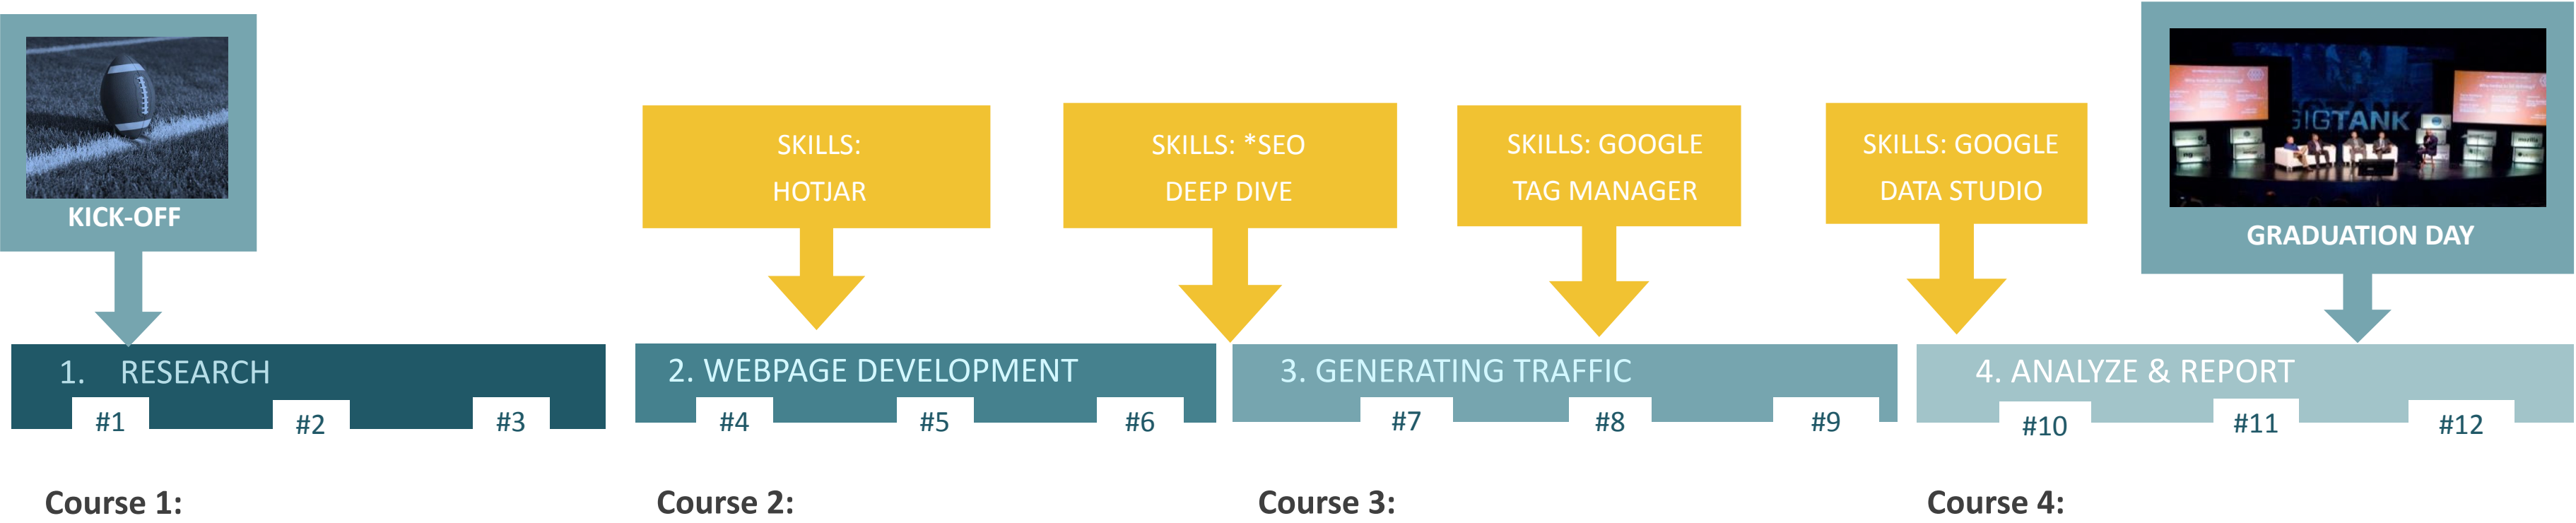 KICK-OFF
SKILLS:
HOTJAR
SKILLS: *SEO
DEEP DIVE
SKILLS: GOOGLE
TAG MANAGER
SKILLS: GOOGLE
DATA STUDIO
GIGTANK
GRADUATION DAY
1. RESEARCH
#1
#2
#3
2. WEBPAGE DEVELOPMENT
#4
#5
#6
3. GENERATING TRAFFIC
#7
#8
#9
4. ANALYZE & REPORT
#10
#11
#12
Course 1:
Course 2:
Course 3:
Course 4: